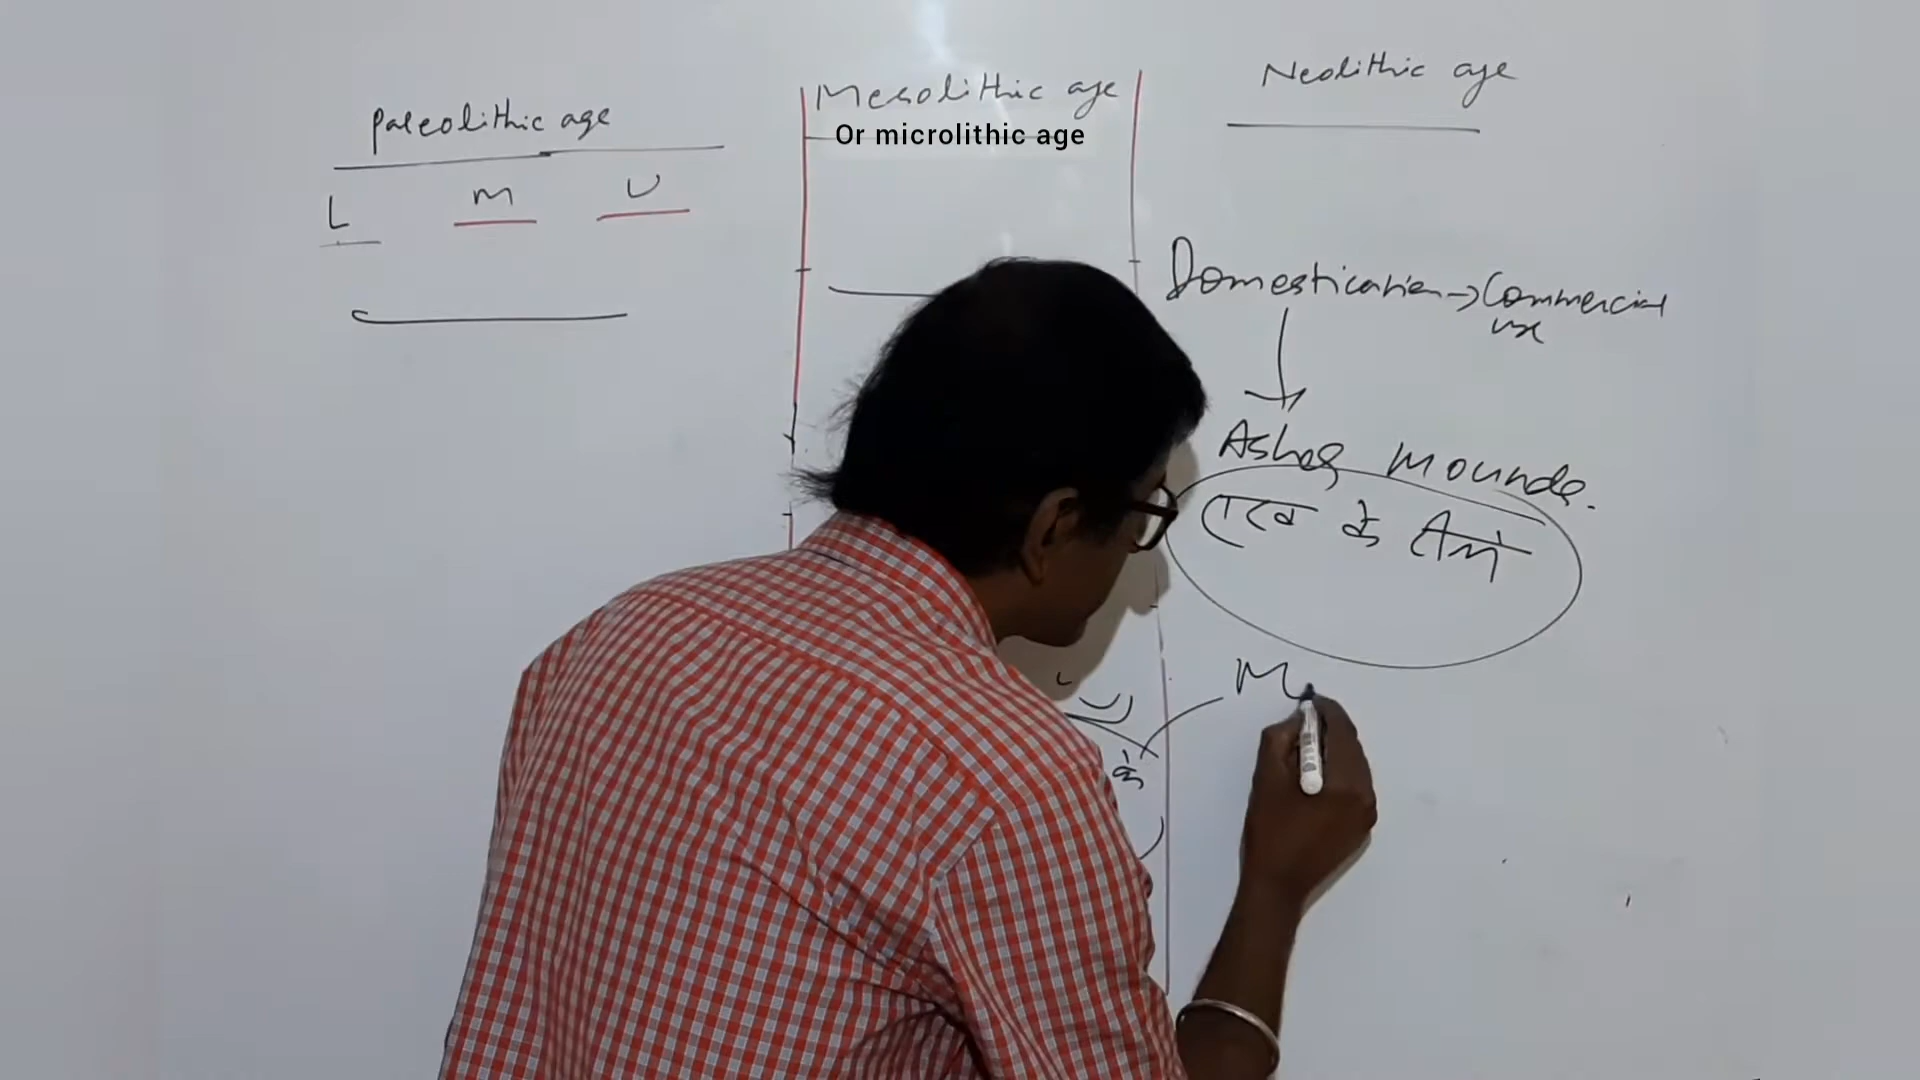 Paleolithic age
L M U
Mesolithic age
Or microlithic age
Neolithic age
Domestication → Commercial
use
Ashes Mounds.
राख के
के
M